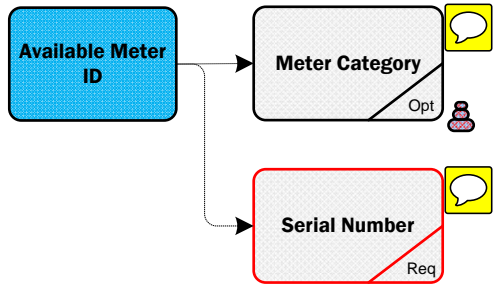 Available Meter
ID
Meter Category
Opt
Serial Number
Req